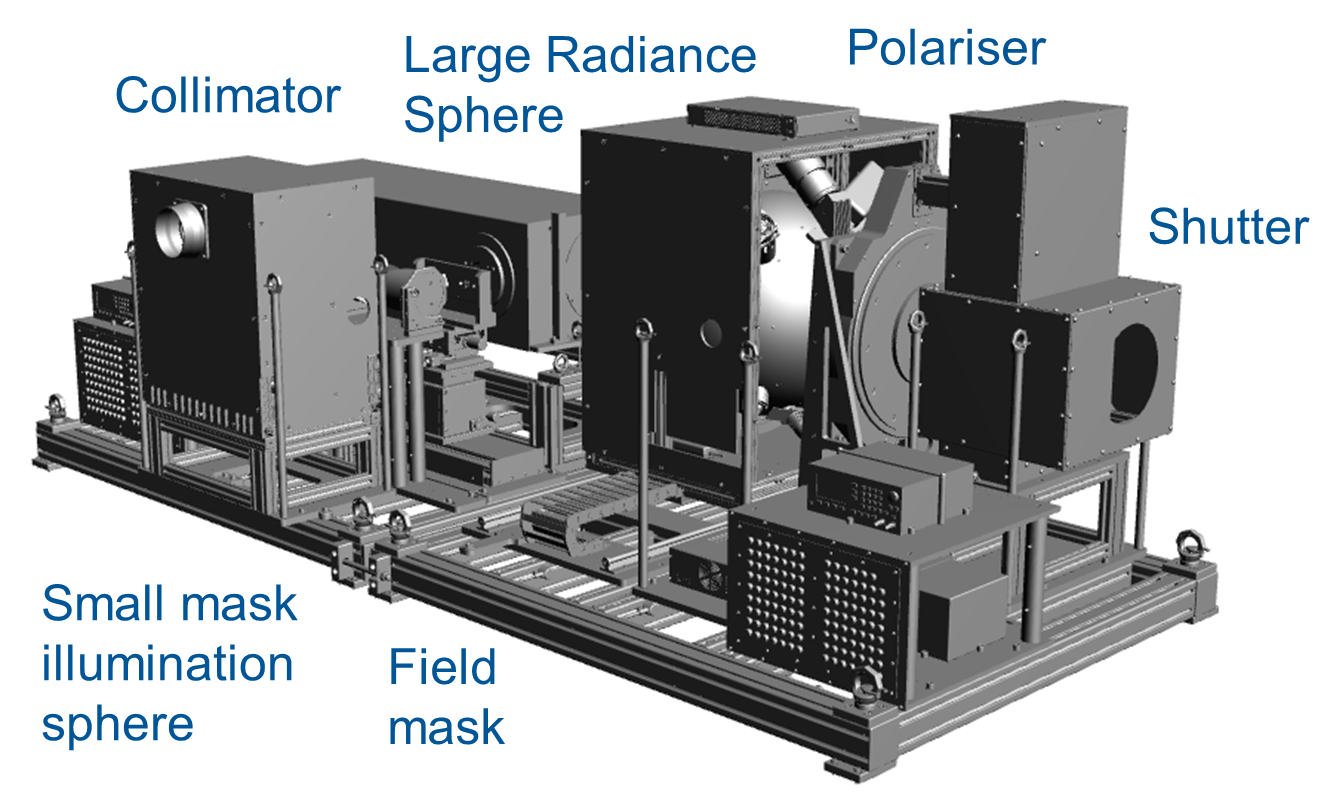 Collimator
Large Radiance
Sphere
Polariser
Shutter
Small mask
illumination
sphere
Field
mask